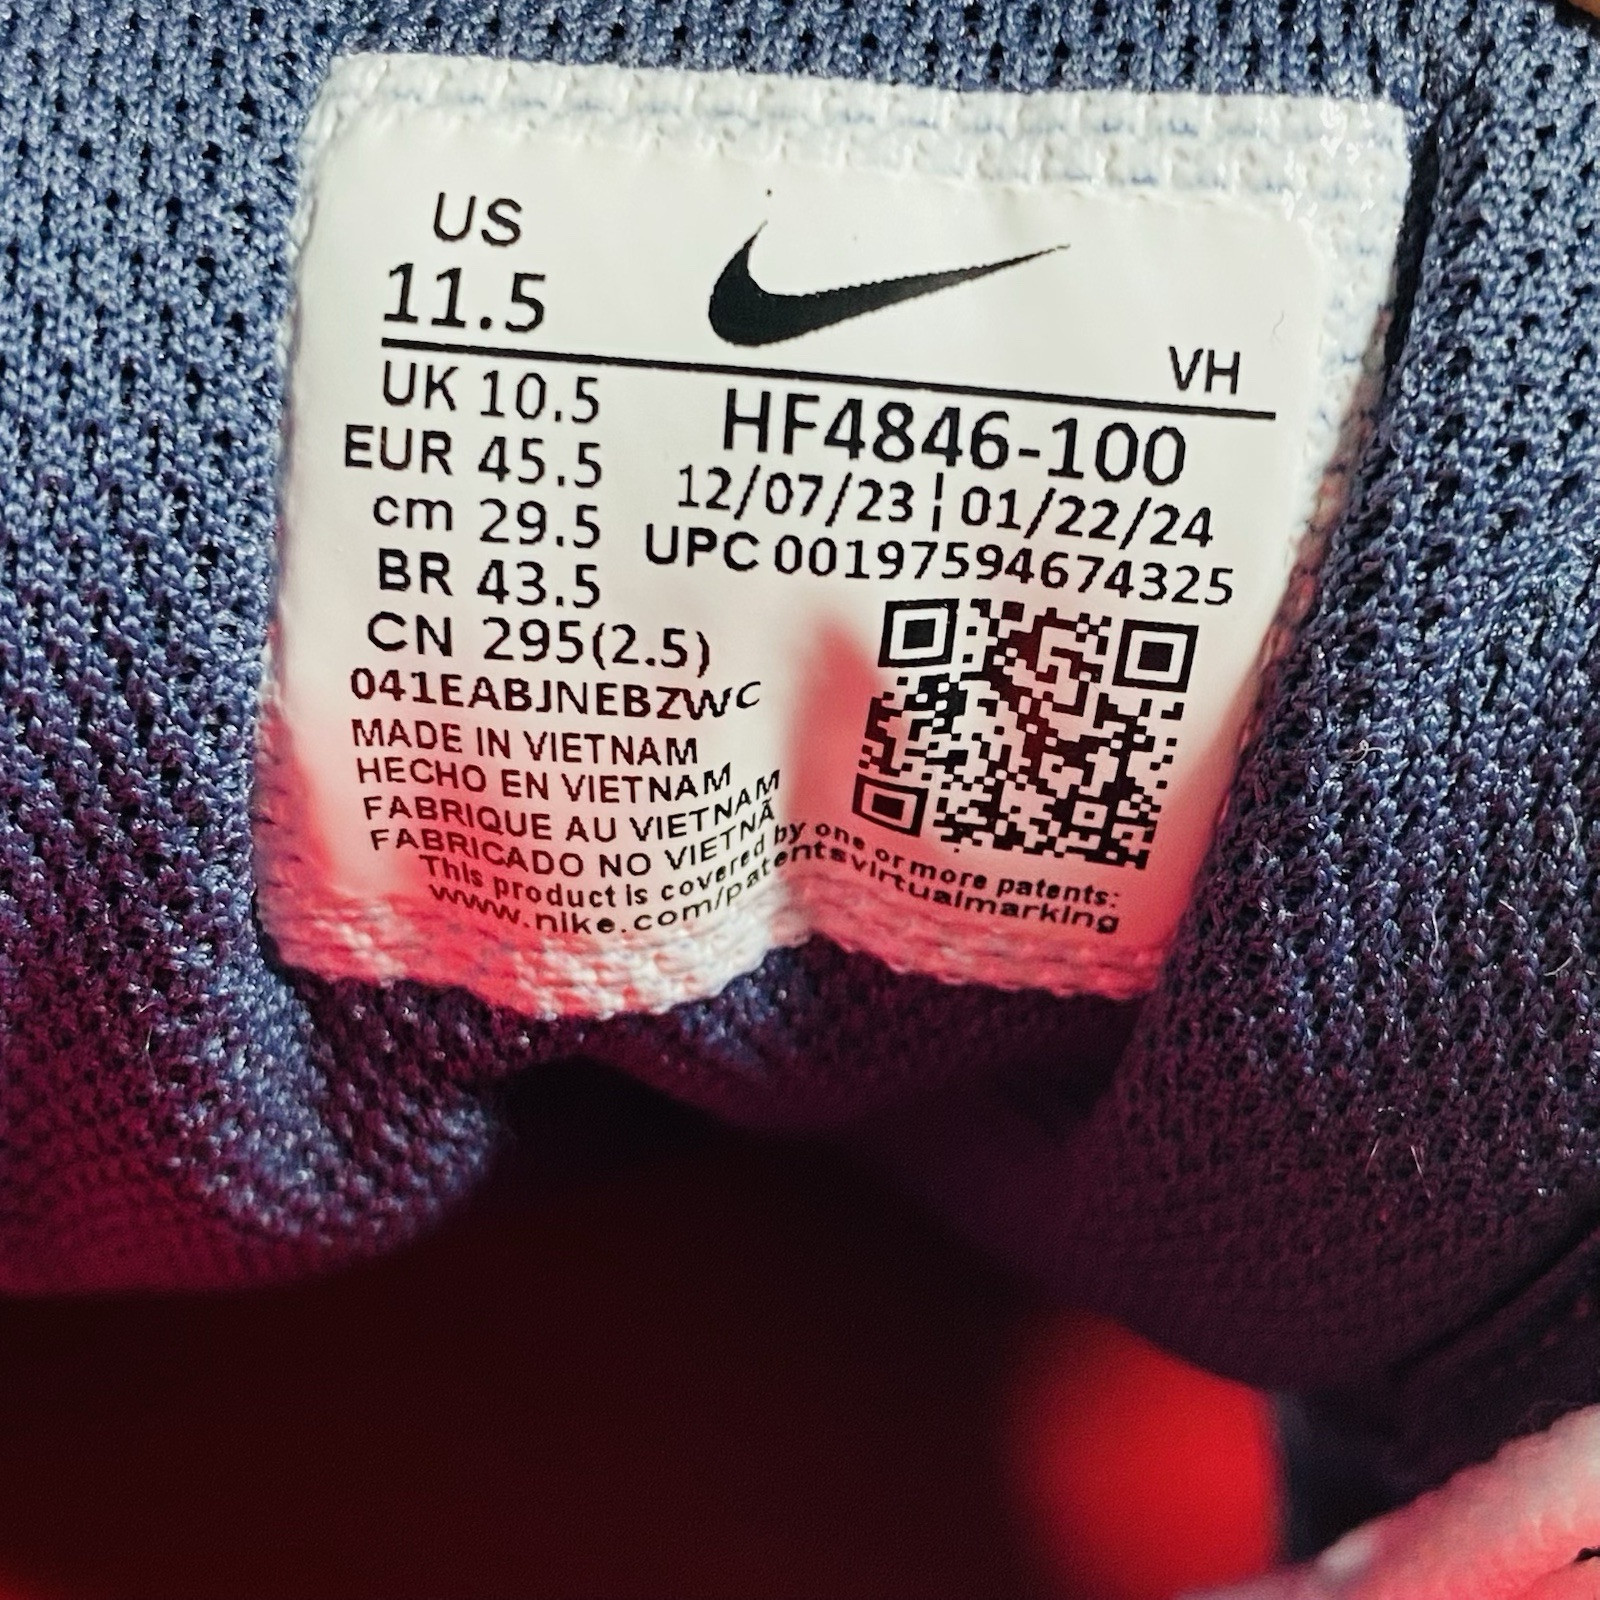 US
11.5
VH
UK 10.5
EUR 45.5
cm 29.5
BR 43.5
CN 295(2.5)
HF4846-100
12/07/23 ¦ 01/22/24
UPC 00197594674325
041EABJNEBZWC
MADE IN VIETNAM
HECHO EN VIETNAM
FABRIQUE AU VIETNAM
FABRICADO NO VIETNÃ
This product is covered by one or more patents:
www.nike.com/patentsvirtualmarking